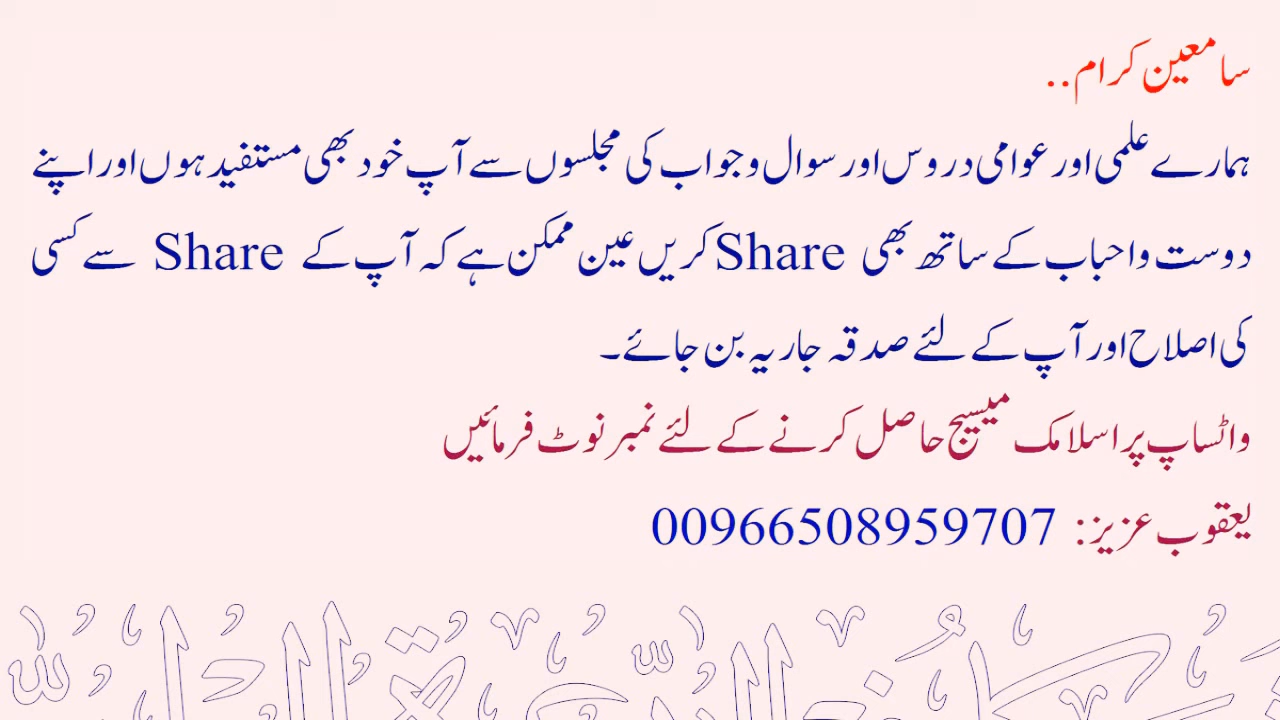 سامعین کرام..
ہمارے علمی اور عوامی دروس اور سوال و جواب کی مجلسوں سے آپ خود بھی مستفید ہوں اور اپنے
دوست و احباب کے ساتھ بھی Share کریں عین ممکن ہے کہ آپ کے Share سے کسی
کی اصلاح اور آپ کے لئے صدقہ جاریہ بن جائے۔
واٹساپ پر اسلامک میسیج حاصل کرنے کے لئے نمبر نوٹ فرمائیں
یعقوب عزیز: 00966508959707